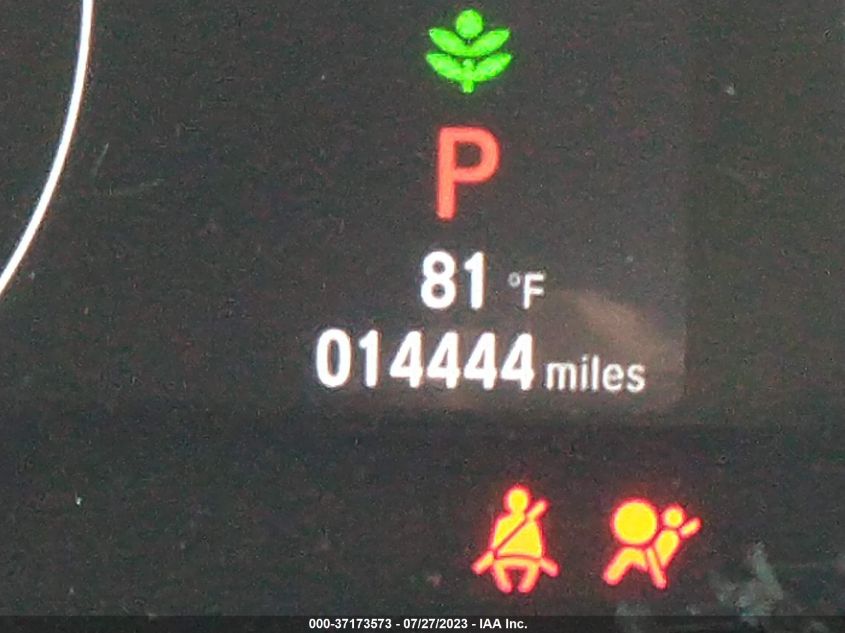 P
81 °F
014444 miles
000-37173573 - 07/27/2023 - IAA Inc.